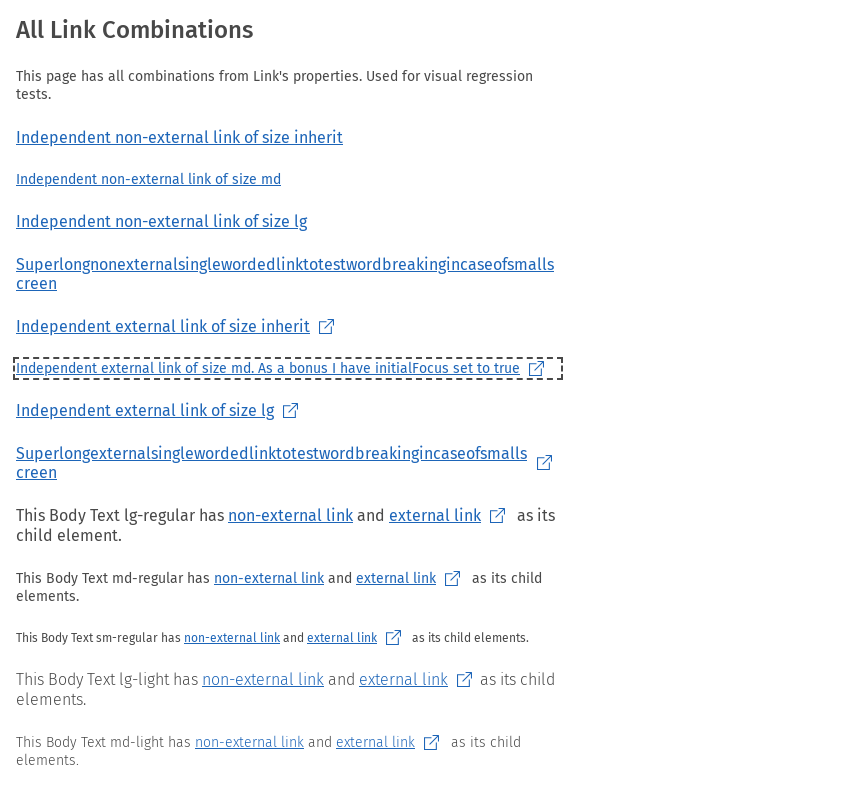 All Link Combinations
This page has all combinations from Link's properties. Used for visual regression
tests.
Independent non-external link of size inherit
Independent non-external link of size md
Independent non-external link of size lg
Superlongnonexternalsinglewordedlinktotestwordbreakingincaseofsmalls
creen
Independent external link of size inherit
Independent external link of size md. As a bonus I have initialFocus set to true
Independent external link of size lg
Superlongexternalsinglewordedlinktotestwordbreakingincaseofsmalls
creen
This Body Text lg-regular has non-external link and external link as its
child element.
This Body Text md-regular has non-external link and external link as its child
elements.
This Body Text sm-regular has non-external link and external link as its child elements.
This Body Text lg-light has non-external link and external link as its child
elements.
This Body Text md-light has non-external link and external link as its child
elements.